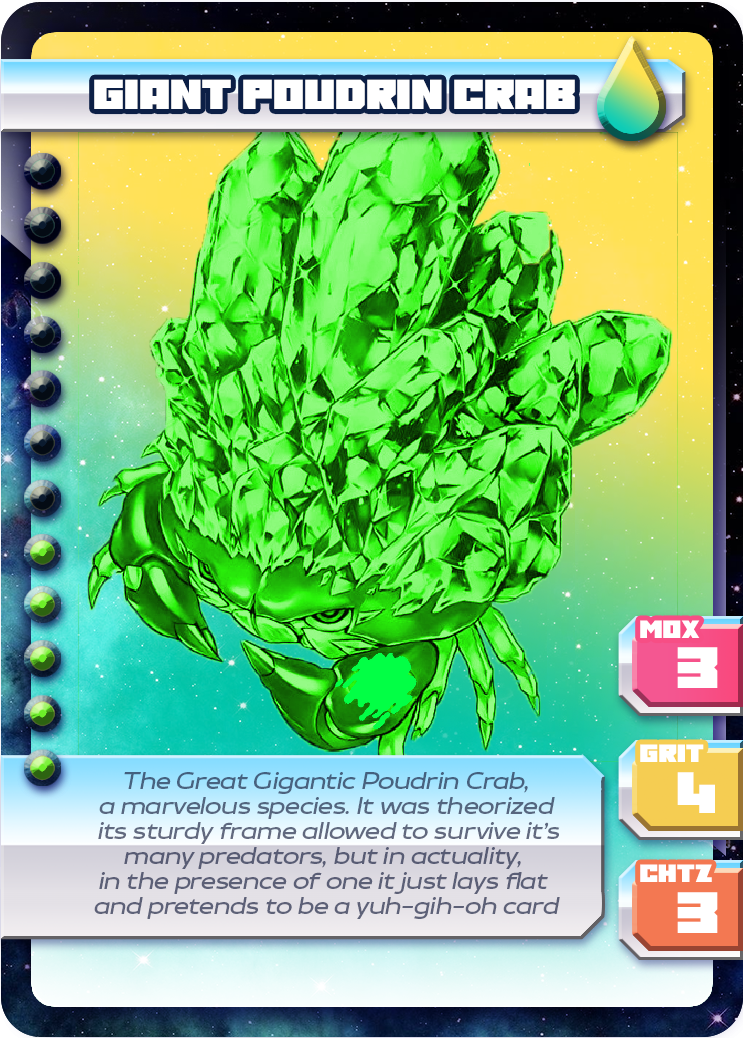 GIANT POUDRIN CRAB
MOX
3
GRIT
4
CHTZ
3
The Great Gigantic Poudrin Crab,
a marvelous species. It was theorized
its sturdy frame allowed to survive it's
many predators, but in actuality,
in the presence of one it just lays flat
and pretends to be a yuh-gih-oh card